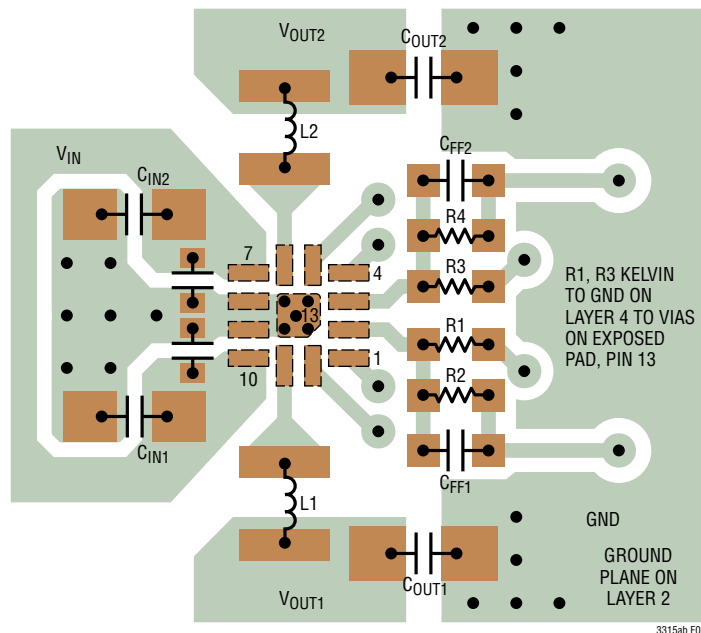 VOUT2
COUT2
L2
CFF2
VIN
CIN2
R4
7
4
R3
13
R1, R3 KELVIN
TO GND ON
LAYER 4 TO VIAS
ON EXPOSED
PAD, PIN 13
R1
10
1
R2
CIN1
CFF1
L1
GND
GROUND
PLANE ON
LAYER 2
COUT1
VOUT1
3315ab F0